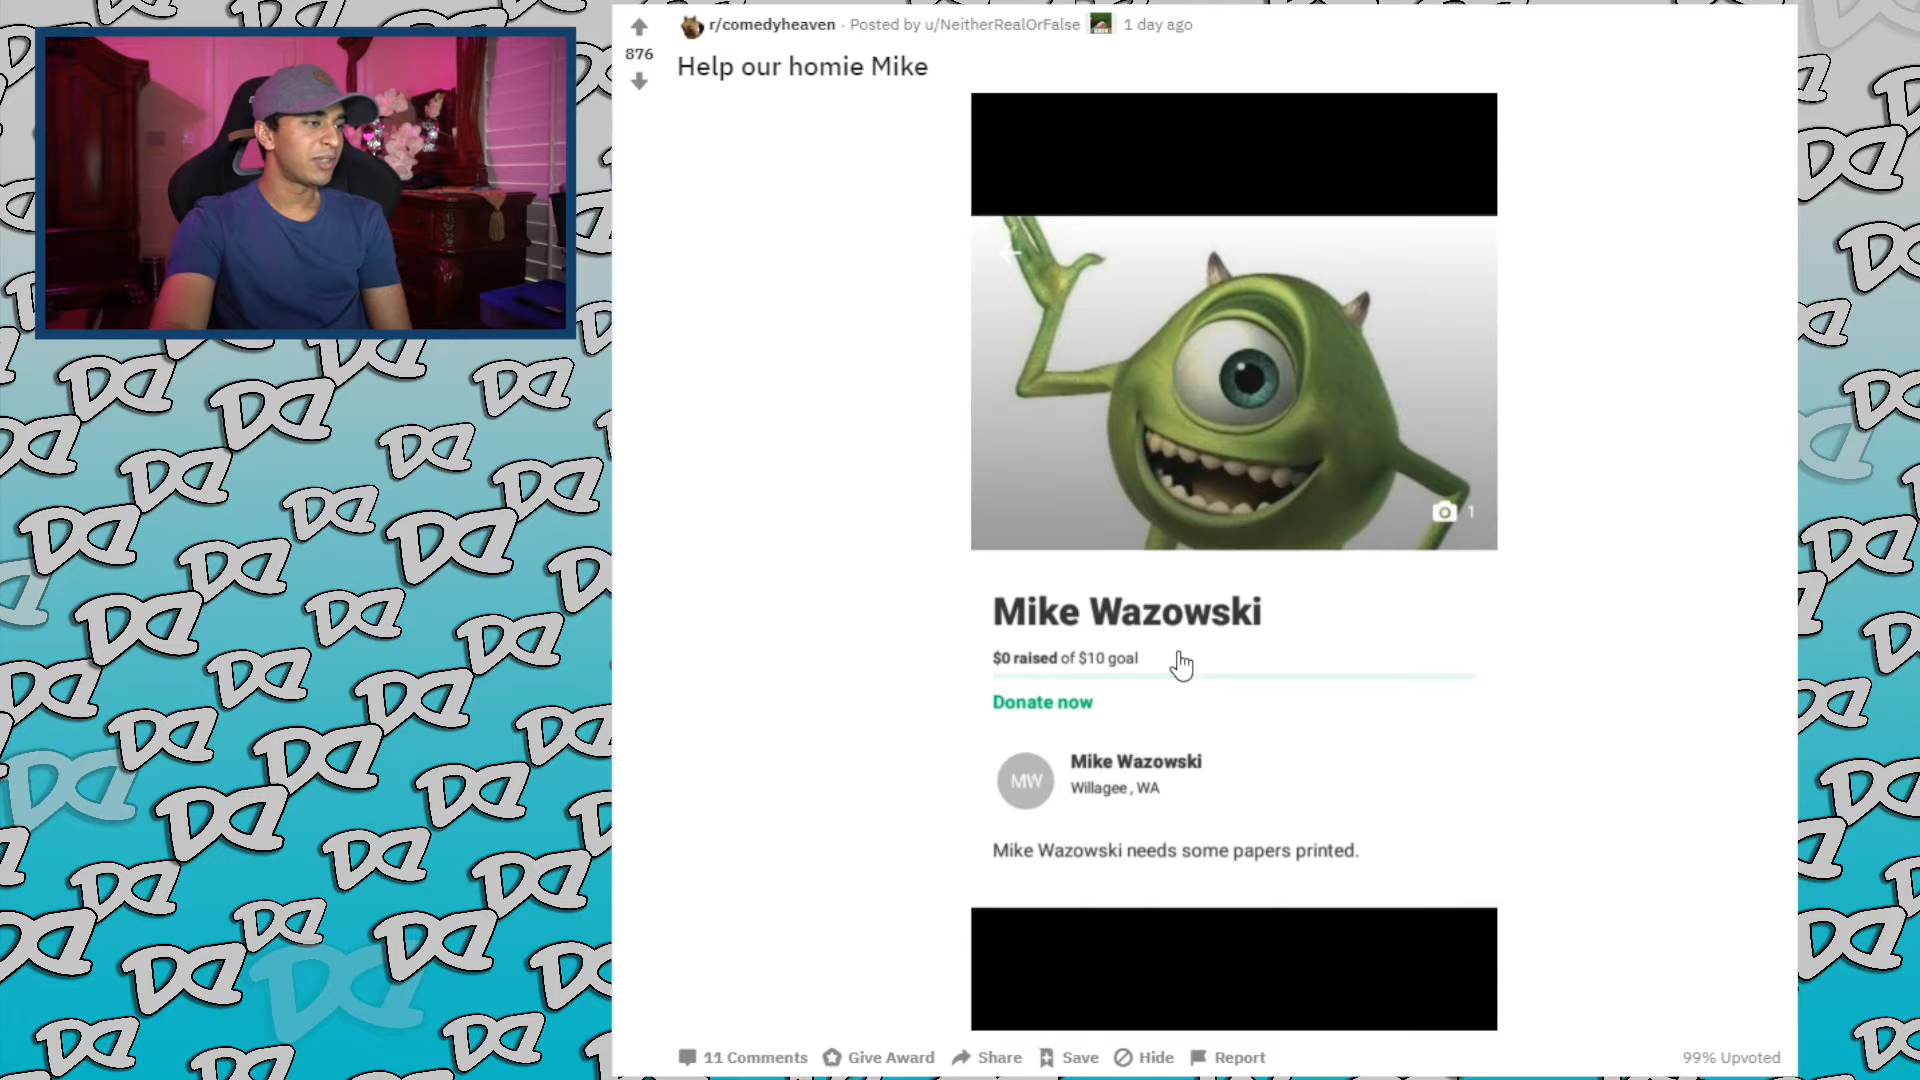 r/comedyheaven · Posted by u/NeitherRealOrFalse 1 day ago
876
Help our homie Mike
1
Mike Wazowski
$0 raised of $10 goal
Donate now
MW
Mike Wazowski
Willagee , WA
Mike Wazowski needs some papers printed.
11 Comments Give Award Share Save Hide Report 99% Upvoted